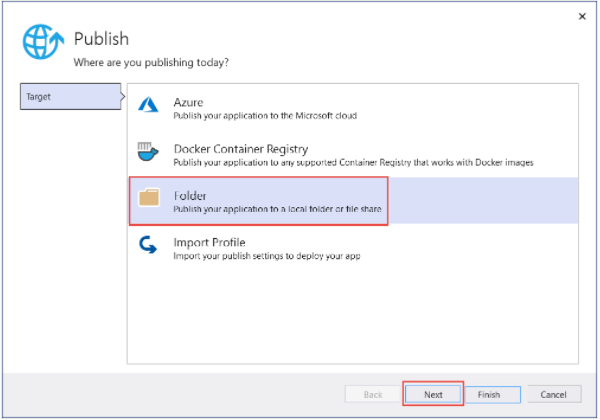 Publish
Where are you publishing today?
Target
Azure
Publish your application to the Microsoft cloud
Docker Container Registry
Publish your application to any supported Container Registry that works with Docker images
Folder
Publish your application to a local folder or file share
Import Profile
Import your publish settings to deploy your app
Back
Next
Finish
Cancel